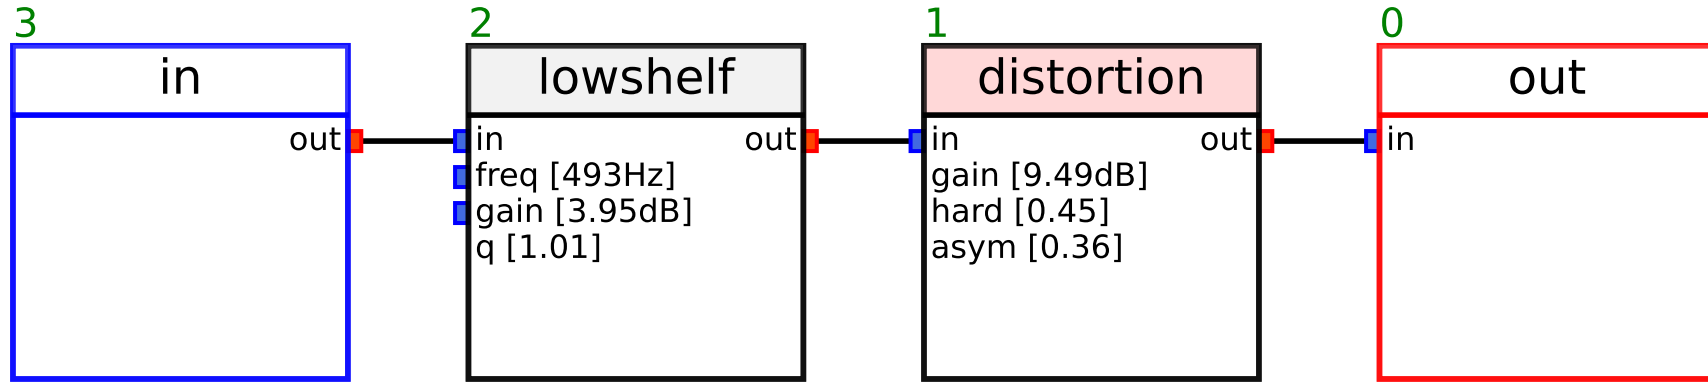 3
in
out
2
lowshelf
in
out
freq [493Hz]
gain [3.95dB]
q [1.01]
1
distortion
in
out
gain [9.49dB]
hard [0.45]
asym [0.36]
0
out
in